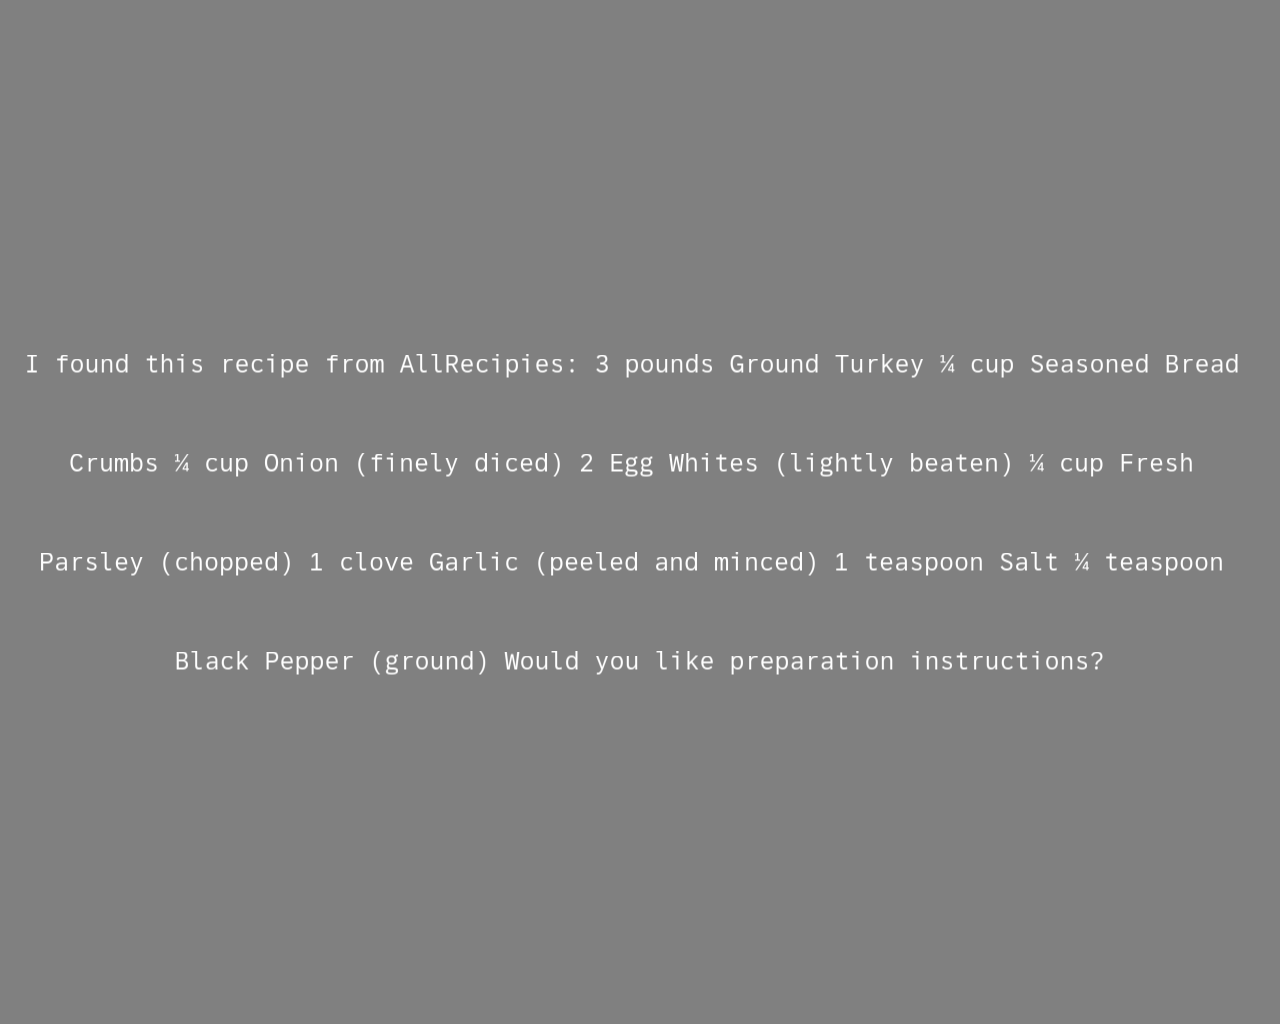 I found this recipe from AllRecipies: 3 pounds Ground Turkey ¼ cup Seasoned Bread
Crumbs ¼ cup Onion (finely diced) 2 Egg Whites (lightly beaten) ¼ cup Fresh
Parsley (chopped) 1 clove Garlic (peeled and minced) 1 teaspoon Salt ¼ teaspoon
Black Pepper (ground) Would you like preparation instructions?